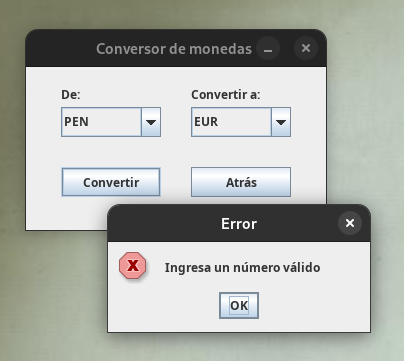 Conversor de monedas
De:
Convertir a:
PEN
EUR
Convertir
Atrás
Error
Ingresa un número válido
OK